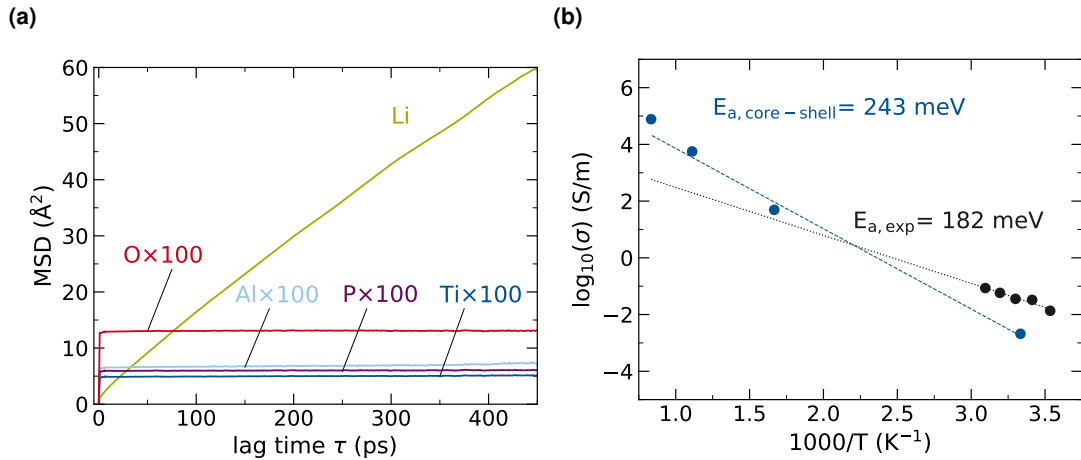 (a)
(b)
60
50
40
30
20
10
0
MSD (Å²)
Li
O×100
Al×100
P×100
Ti×100
0
100
200
300
400
lag time τ (ps)
6
4
2
0
−2
−4
log₁₀(σ) (S/m)
Eₐ, core − shell = 243 meV
Eₐ, exp = 182 meV
1.0
1.5
2.0
2.5
3.0
3.5
1000/T (K⁻¹)